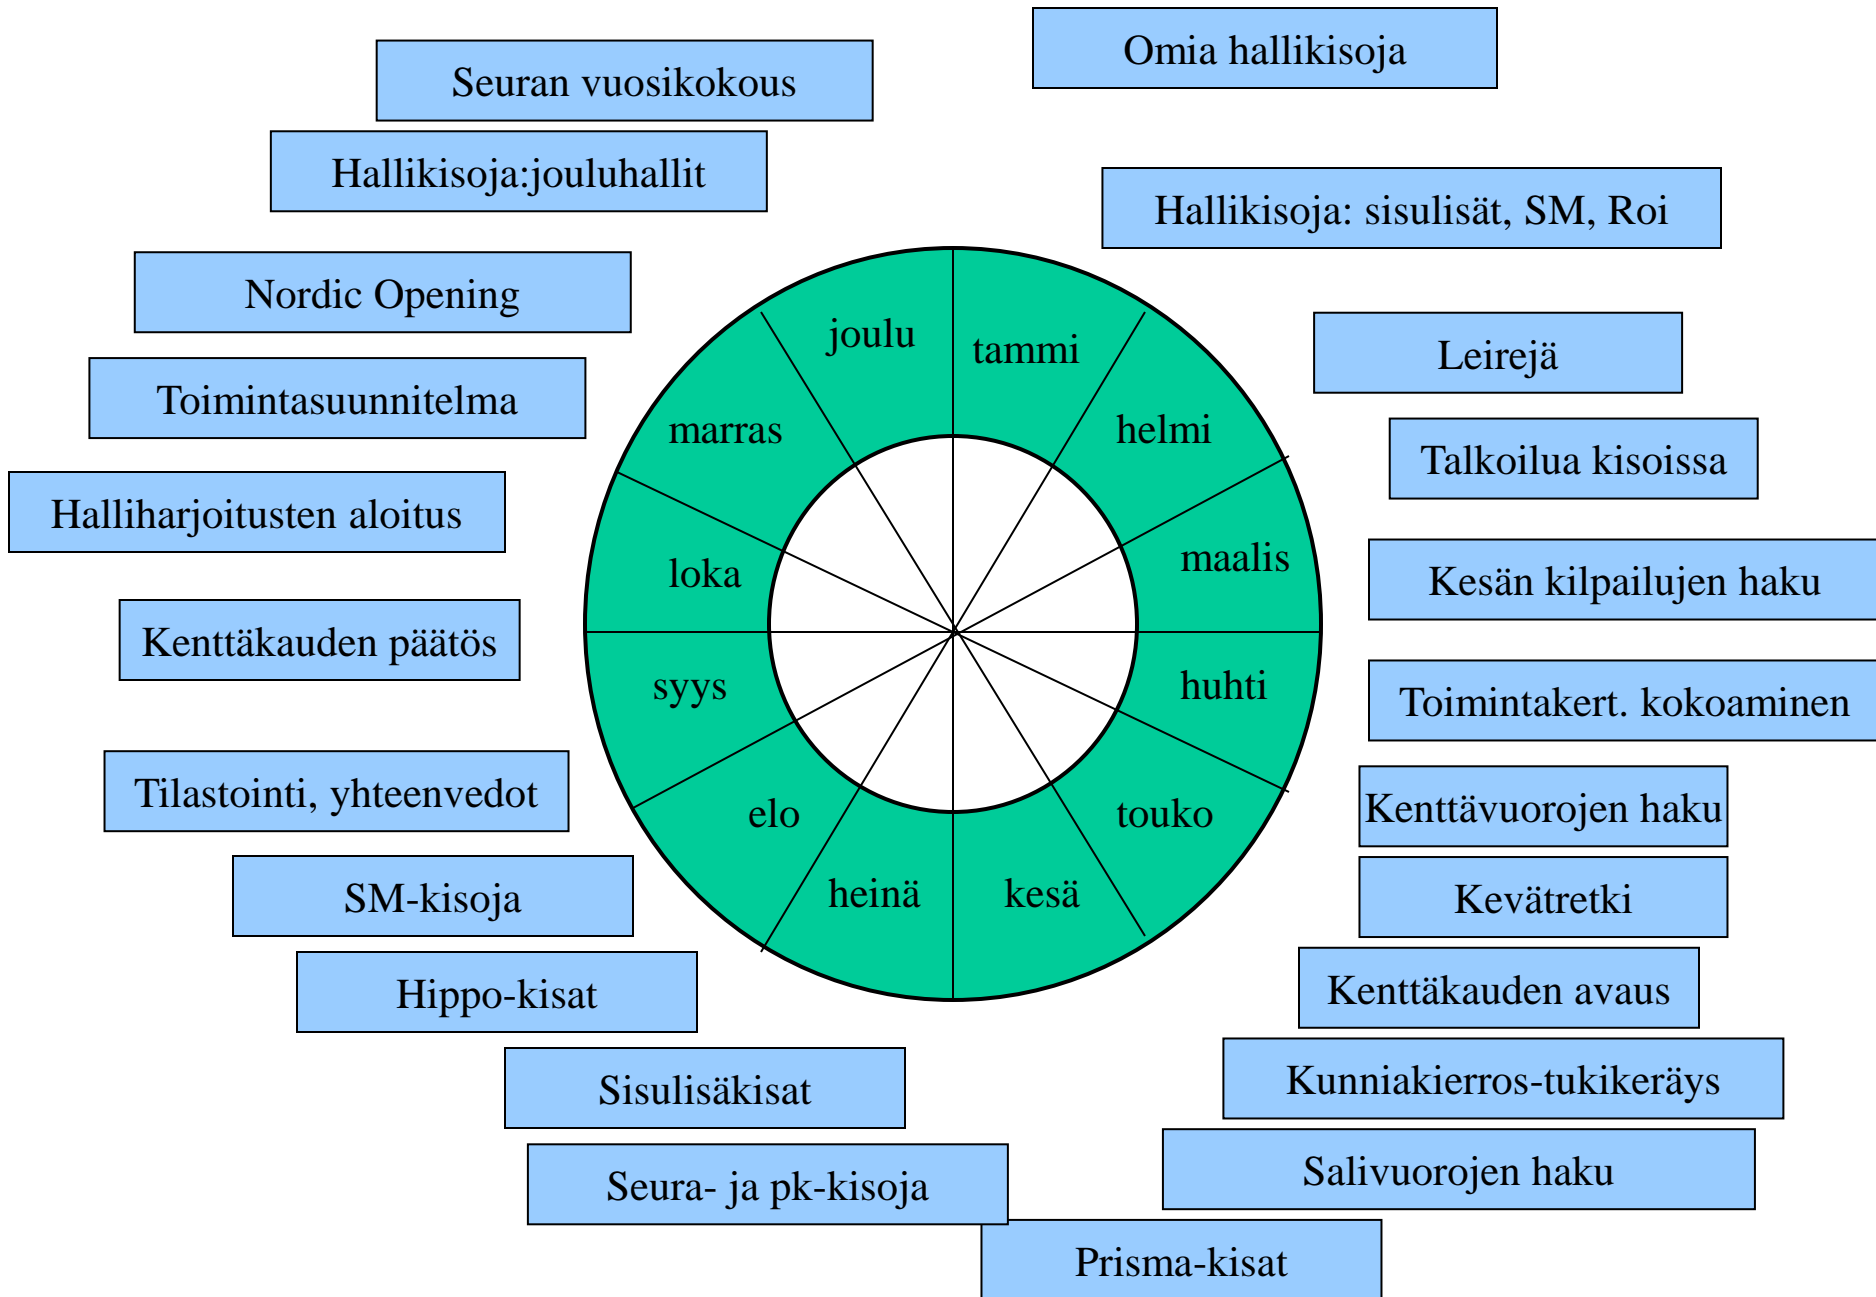 Omia hallikisoja
Seuran vuosikokous
Hallikisoja:jouluhallit
Hallikisoja: sisulisät, SM, Roi
Nordic Opening
joulu
tammi
Leirejä
Toimintasuunnitelma
marras
helmi
Talkoilua kisoissa
Halliharjoitusten aloitus
loka
maalis
Kesän kilpailujen haku
Kenttäkauden päätös
syys
huhti
Toimintakert. kokoaminen
Tilastointi, yhteenvedot
elo
touko
Kenttävuorojen haku
SM-kisoja
heinä
kesä
Kevätretki
Hippo-kisat
Kenttäkauden avaus
Sisulisäkisat
Kunniakierros-tukikeräys
Seura- ja pk-kisoja
Salivuorojen haku
Prisma-kisat